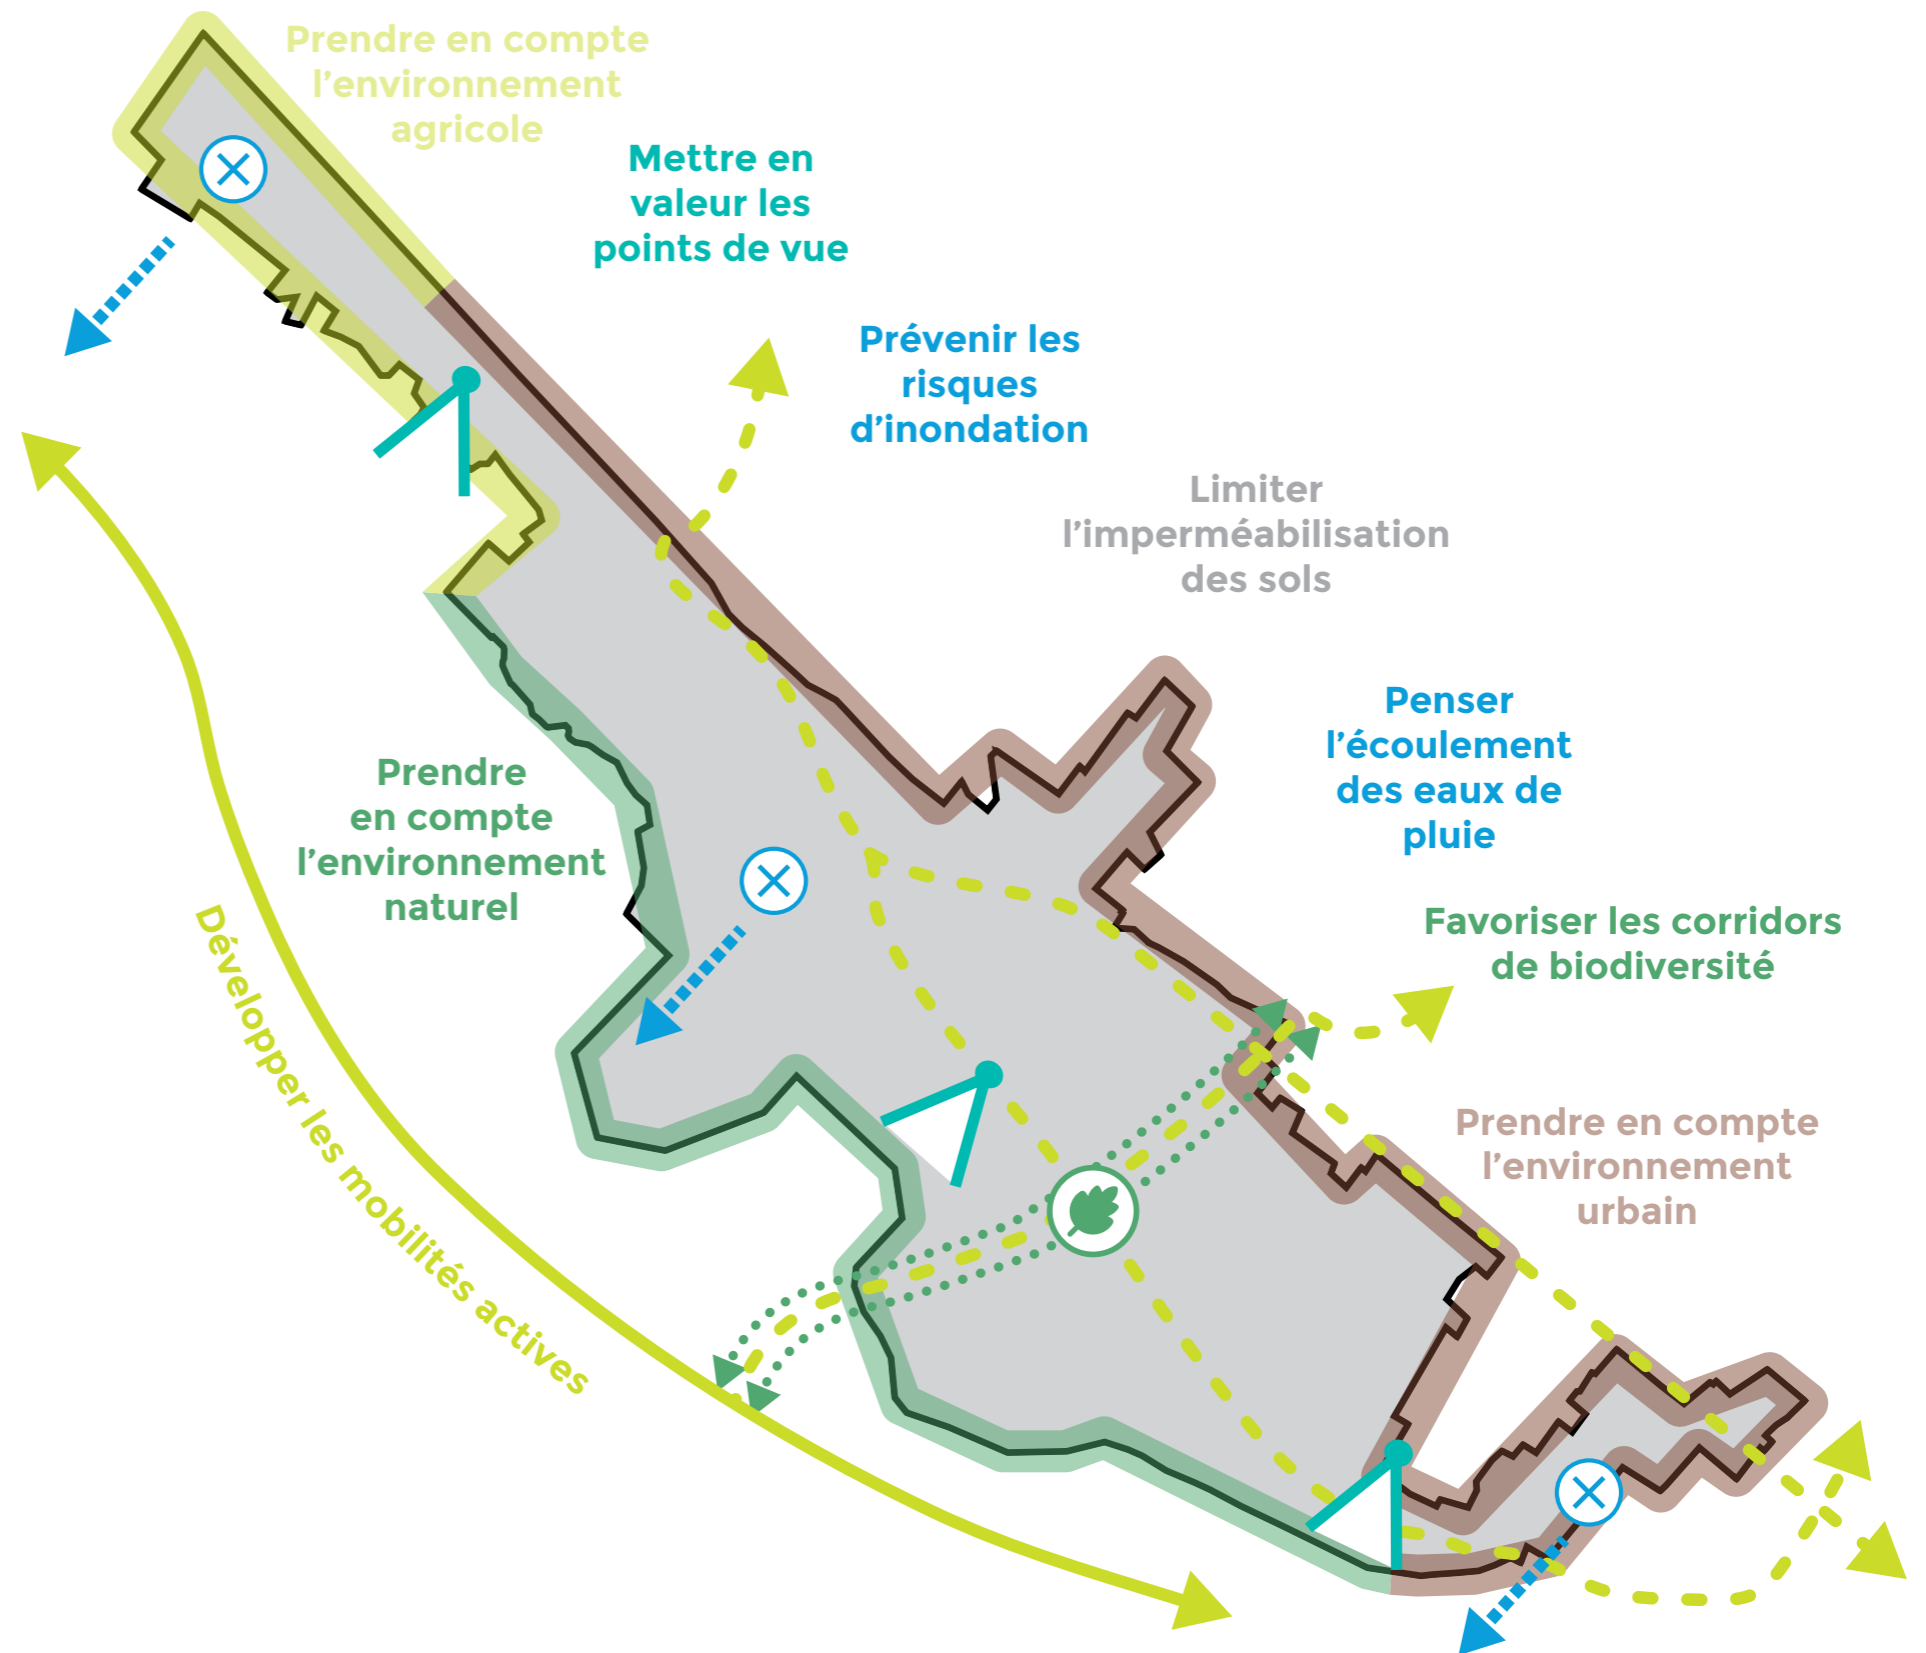 Prendre en compte
l'environnement
agricole
Mettre en
valeur les
points de vue
Prévenir les
risques
d'inondation
Limiter
l'imperméabilisation
des sols
Penser
l'écoulement
des eaux de
pluie
Prendre
en compte
l'environnement
naturel
Favoriser les corridors
de biodiversité
Développer les mobilités actives
Prendre en compte
l'environnement
urbain